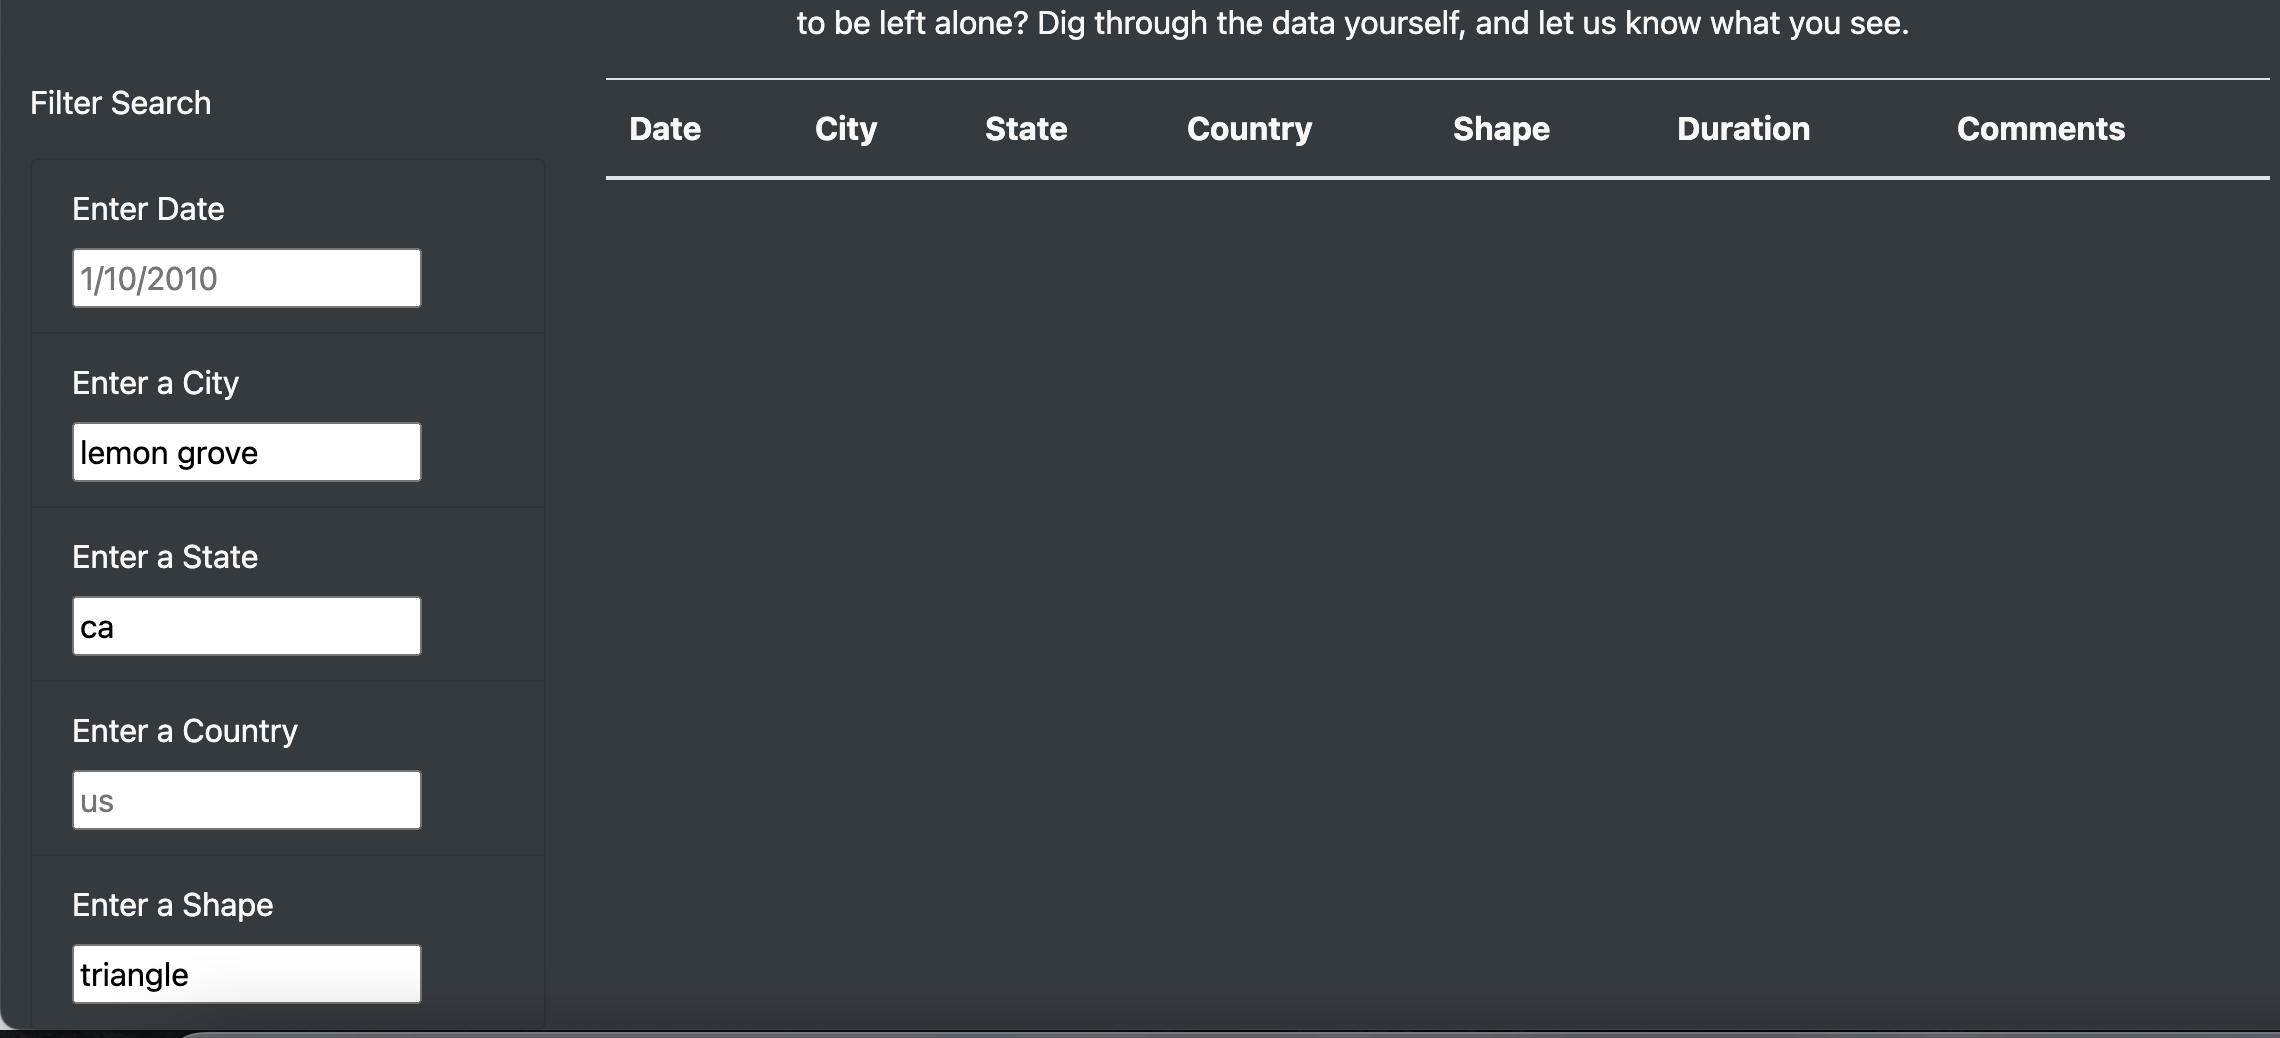 to be left alone? Dig through the data yourself, and let us know what you see.
Filter Search
Date City State Country Shape Duration Comments
Enter Date
1/10/2010
Enter a City
lemon grove
Enter a State
ca
Enter a Country
us
Enter a Shape
triangle